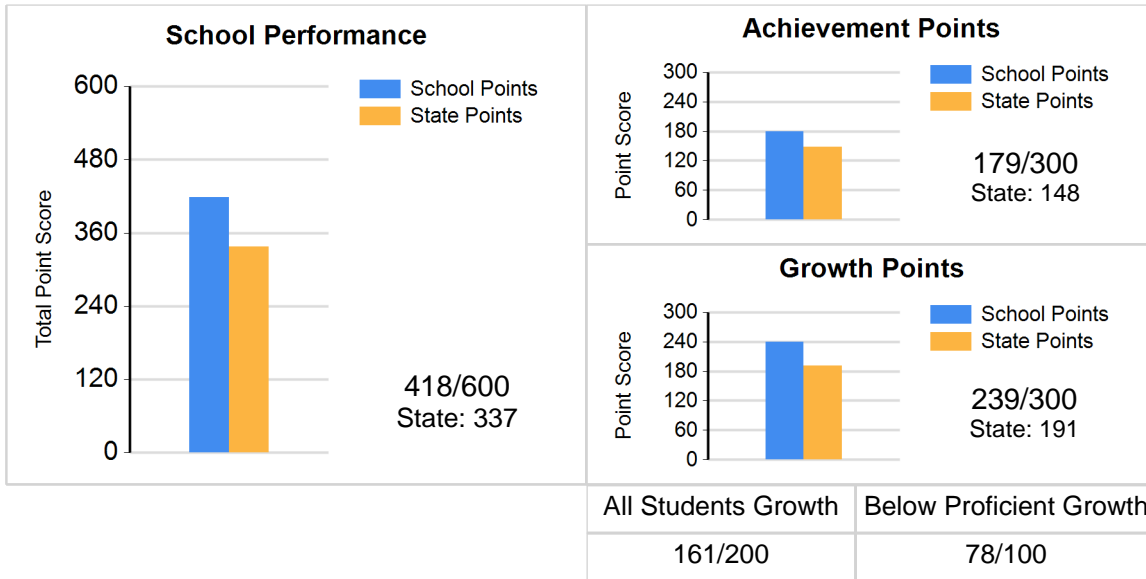 School Performance
Total Point Score
600
480
360
240
120
0
School Points
State Points
418/600
State: 337
Achievement Points
Point Score
300
240
180
120
60
0
School Points
State Points
179/300
State: 148
Growth Points
Point Score
300
240
180
120
60
0
School Points
State Points
239/300
State: 191
All Students Growth
Below Proficient Growth
161/200
78/100